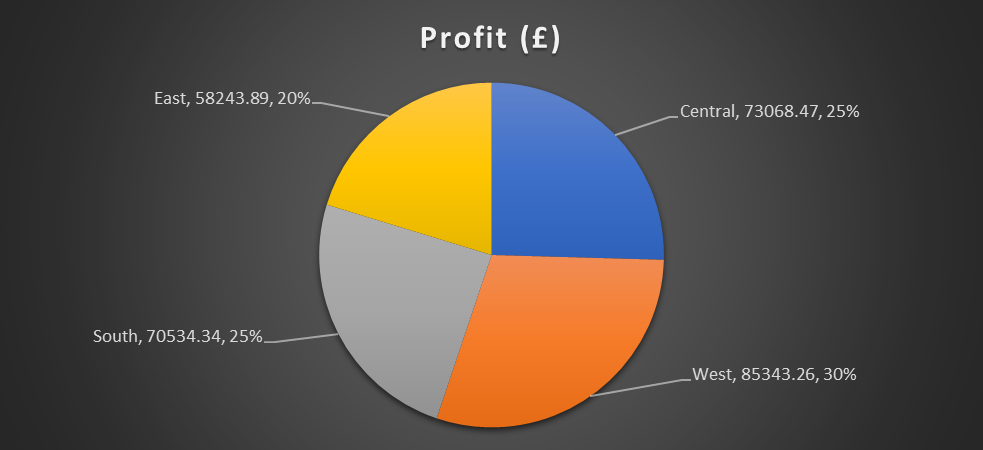 Profit (£)
East, 58243.89, 20%
Central, 73068.47, 25%
South, 70534.34, 25%
West, 85343.26, 30%